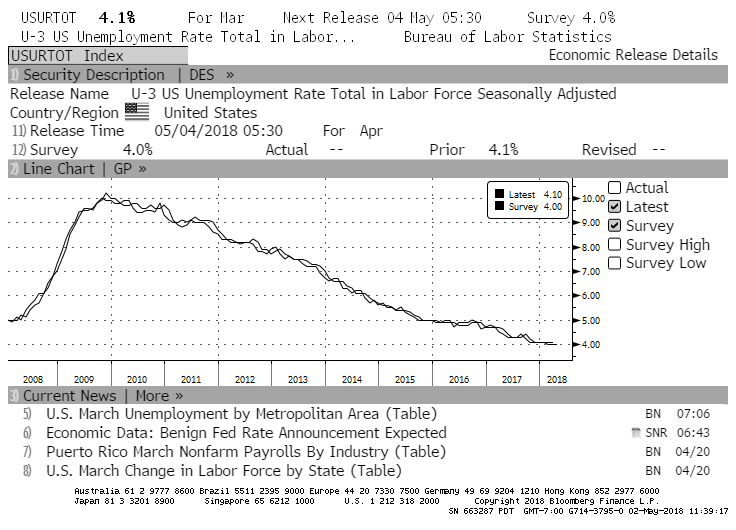 USURTOT 4.1% For Mar Next Release 04 May 05:30 Survey 4.0%
U-3 US Unemployment Rate Total in Labor... Bureau of Labor Statistics
USURTOT Index Economic Release Details
1) Security Description | DES »
Release Name U-3 US Unemployment Rate Total in Labor Force Seasonally Adjusted
Country/Region United States
11) Release Time 05/04/2018 05:30 For Apr
12) Survey 4.0% Actual -- Prior 4.1% Revised --
2) Line Chart | GP »
Latest 4.10
Survey 4.00
10.00
9.00
8.00
7.00
6.00
5.00
4.00
Actual
Latest
Survey
Survey High
Survey Low
2008 2009 2010 2011 2012 2013 2014 2015 2016 2017 2018
3) Current News | More »
5) U.S. March Unemployment by Metropolitan Area (Table) BN 07:06
6) Economic Data: Benign Fed Rate Announcement Expected SNR 06:43
7) Puerto Rico March Nonfarm Payrolls By Industry (Table) BN 04/20
8) U.S. March Change in Labor Force by State (Table) BN 04/20
Australia 61 2 9777 8600 Brazil 5511 2395 9000 Europe 44 20 7330 7500 Germany 49 69 9204 1210 Hong Kong 852 2977 6000
Japan 81 3 3201 8900 Singapore 65 6212 1000 U.S. 1 212 318 2000 Copyright 2018 Bloomberg Finance L.P.
SN 663287 PDT GMT-7:00 G714-3795-0 02-May-2018 11:39:17